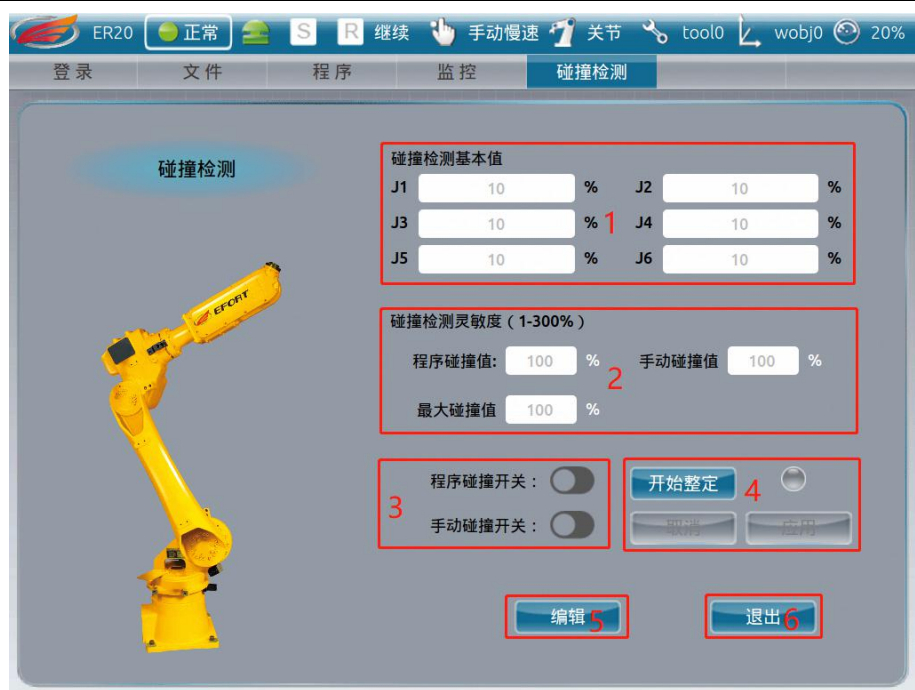 ER20 正常 S R 继续 手动慢速 关节 tool0 wobj0 20%
登录 文件 程序 监控 碰撞检测
碰撞检测
碰撞检测基本值
J1 10 % J2 10 %
J3 10 % 1 J4 10 %
J5 10 % J6 10 %
EFORT
碰撞检测灵敏度（1-300%）
程序碰撞值: 100 % 手动碰撞值 100 %
2
最大碰撞值 100 %
程序碰撞开关： 开始整定 4
3
手动碰撞开关： 取消 应用
编辑 5 退出 6